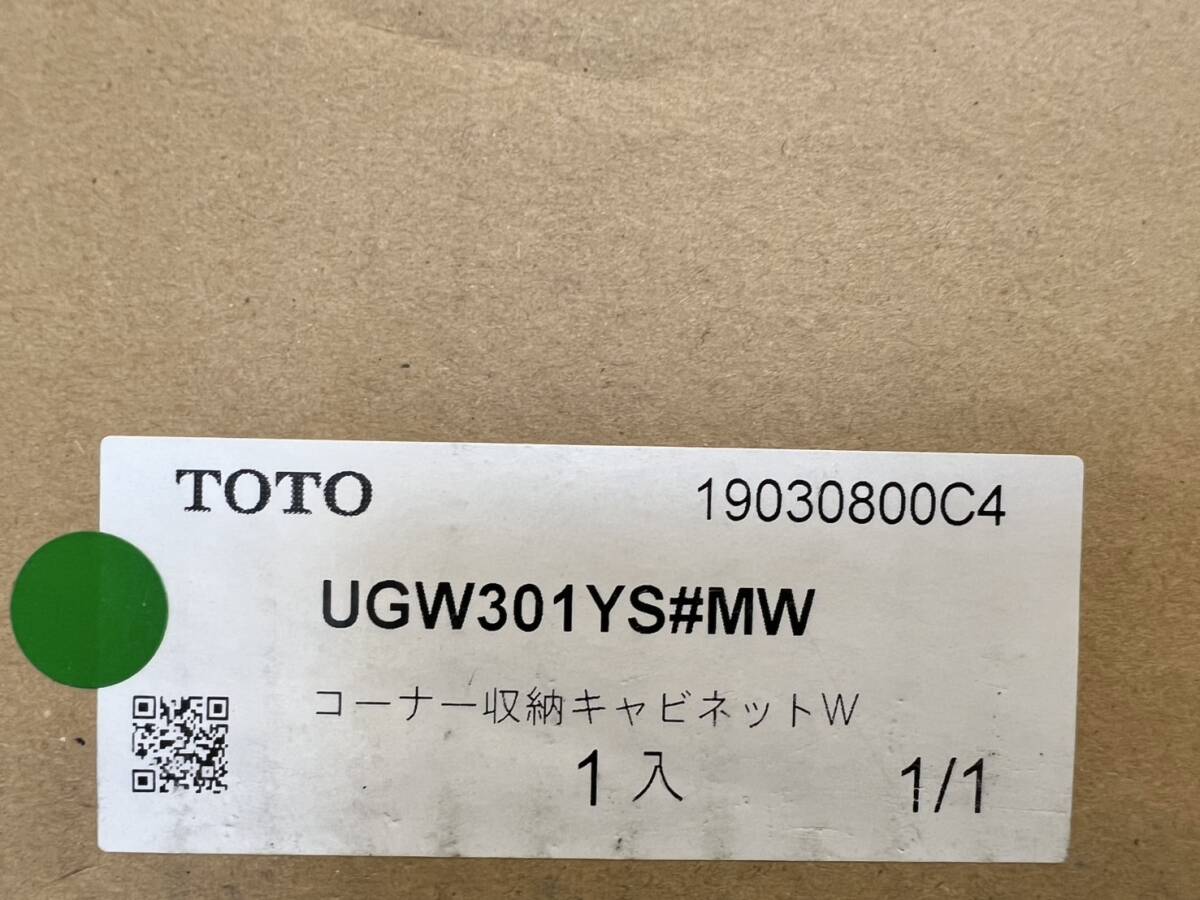 TOTO 19030800C4
UGW301YS#MW
コーナー収納キャビネットW
1入 1/1